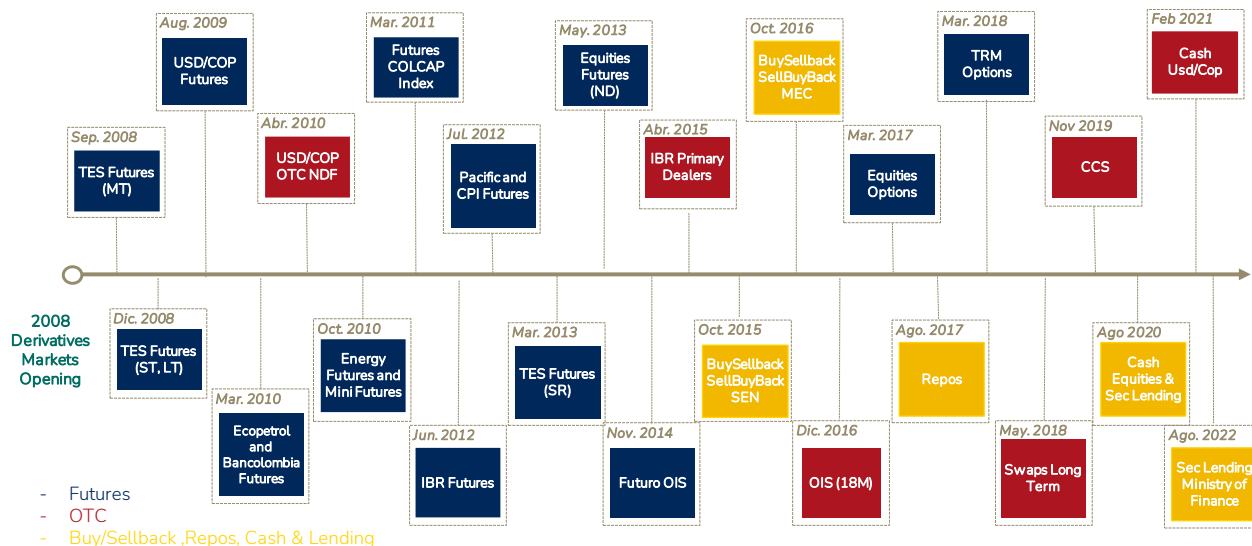 Aug. 2009
USD/COP
Futures
Mar. 2011
Futures
COLCAP
Index
May. 2013
Equities
Futures
(ND)
Oct. 2016
BuySellback
SellBuyBack
MEC
Mar. 2018
TRM
Options
Feb 2021
Cash
Usd/Cop
Sep. 2008
TES Futures
(MT)
Abr. 2010
USD/COP
OTC NDF
Jul. 2012
Pacific and
CPI Futures
Abr. 2015
IBR Primary
Dealers
Mar. 2017
Equities
Options
Nov 2019
CCS
2008
Derivatives
Markets
Opening
Dic. 2008
TES Futures
(ST, LT)
Oct. 2010
Energy
Futures and
Mini Futures
Mar. 2013
TES Futures
(SR)
Oct. 2015
BuySellback
SellBuyBack
SEN
Ago. 2017
Repos
Ago 2020
Cash
Equities &
Sec Lending
Mar. 2010
Ecopetrol
and
Bancolombia
Futures
Jun. 2012
IBR Futures
Nov. 2014
Futuro OIS
Dic. 2016
OIS (18M)
May. 2018
Swaps Long
Term
Ago. 2022
Sec Lending
Ministry of
Finance
- Futures
- OTC
- Buy/Sellback ,Repos, Cash & Lending